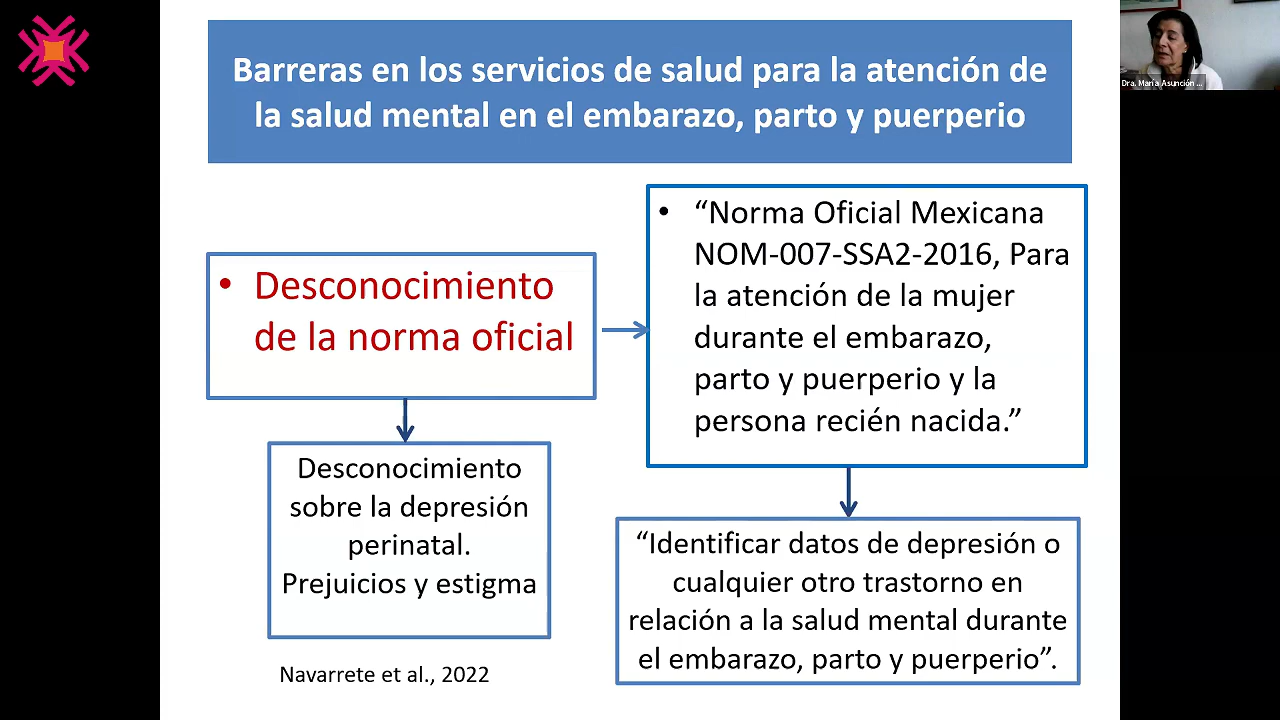 Barreras en los servicios de salud para la atención de
la salud mental en el embarazo, parto y puerperio
Dra. María Asunción ...
• Desconocimiento
de la norma oficial
• “Norma Oficial Mexicana
NOM-007-SSA2-2016, Para
la atención de la mujer
durante el embarazo,
parto y puerperio y la
persona recién nacida.”
Desconocimiento
sobre la depresión
perinatal.
Prejuicios y estigma
“Identificar datos de depresión o
cualquier otro trastorno en
relación a la salud mental durante
el embarazo, parto y puerperio”.
Navarrete et al., 2022